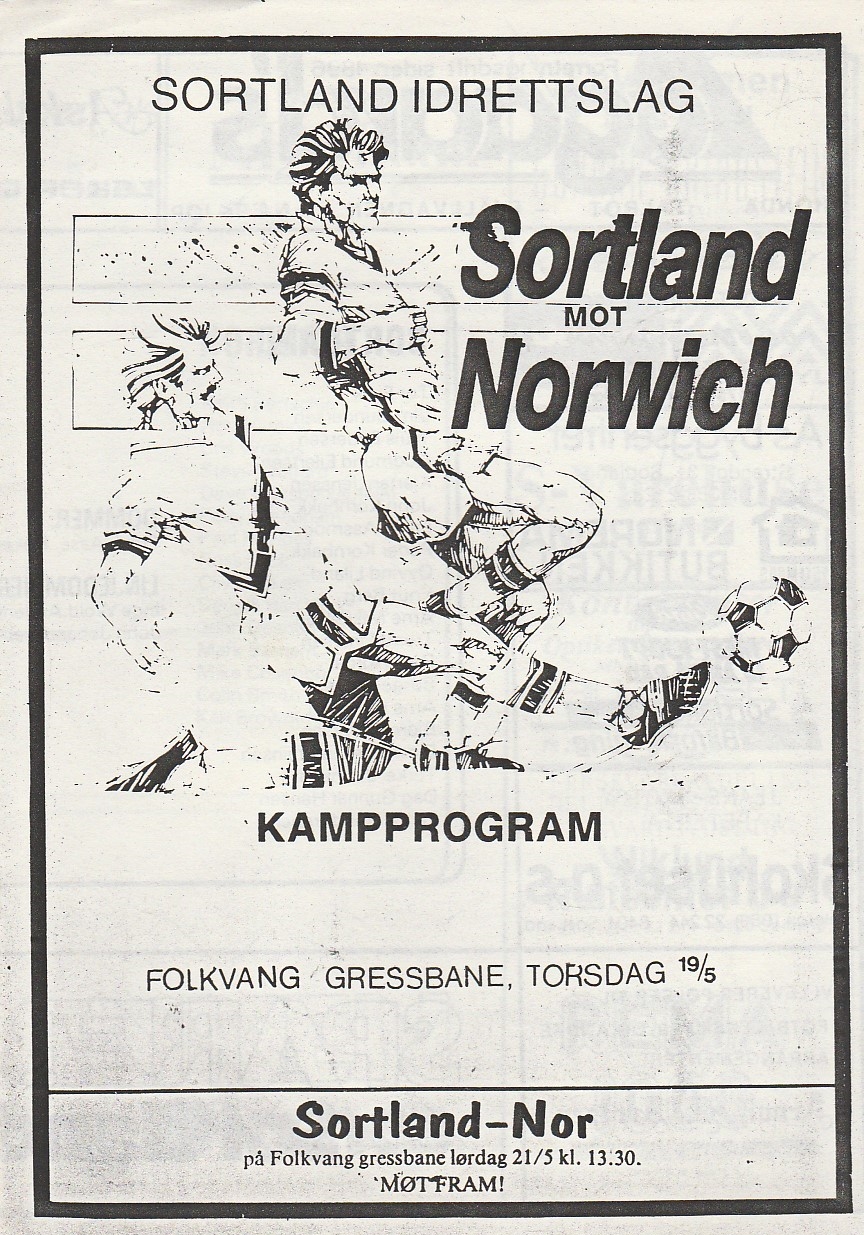 SORTLAND IDRETTSLAG
Sortland
MOT
Norwich
KAMPPROGRAM
FOLKVANG GRESSBANE, TORSDAG 19/5
Sortland-Nor
på Folkvang gressbane lørdag 21/5 kl. 13.30.
MØT FRAM!